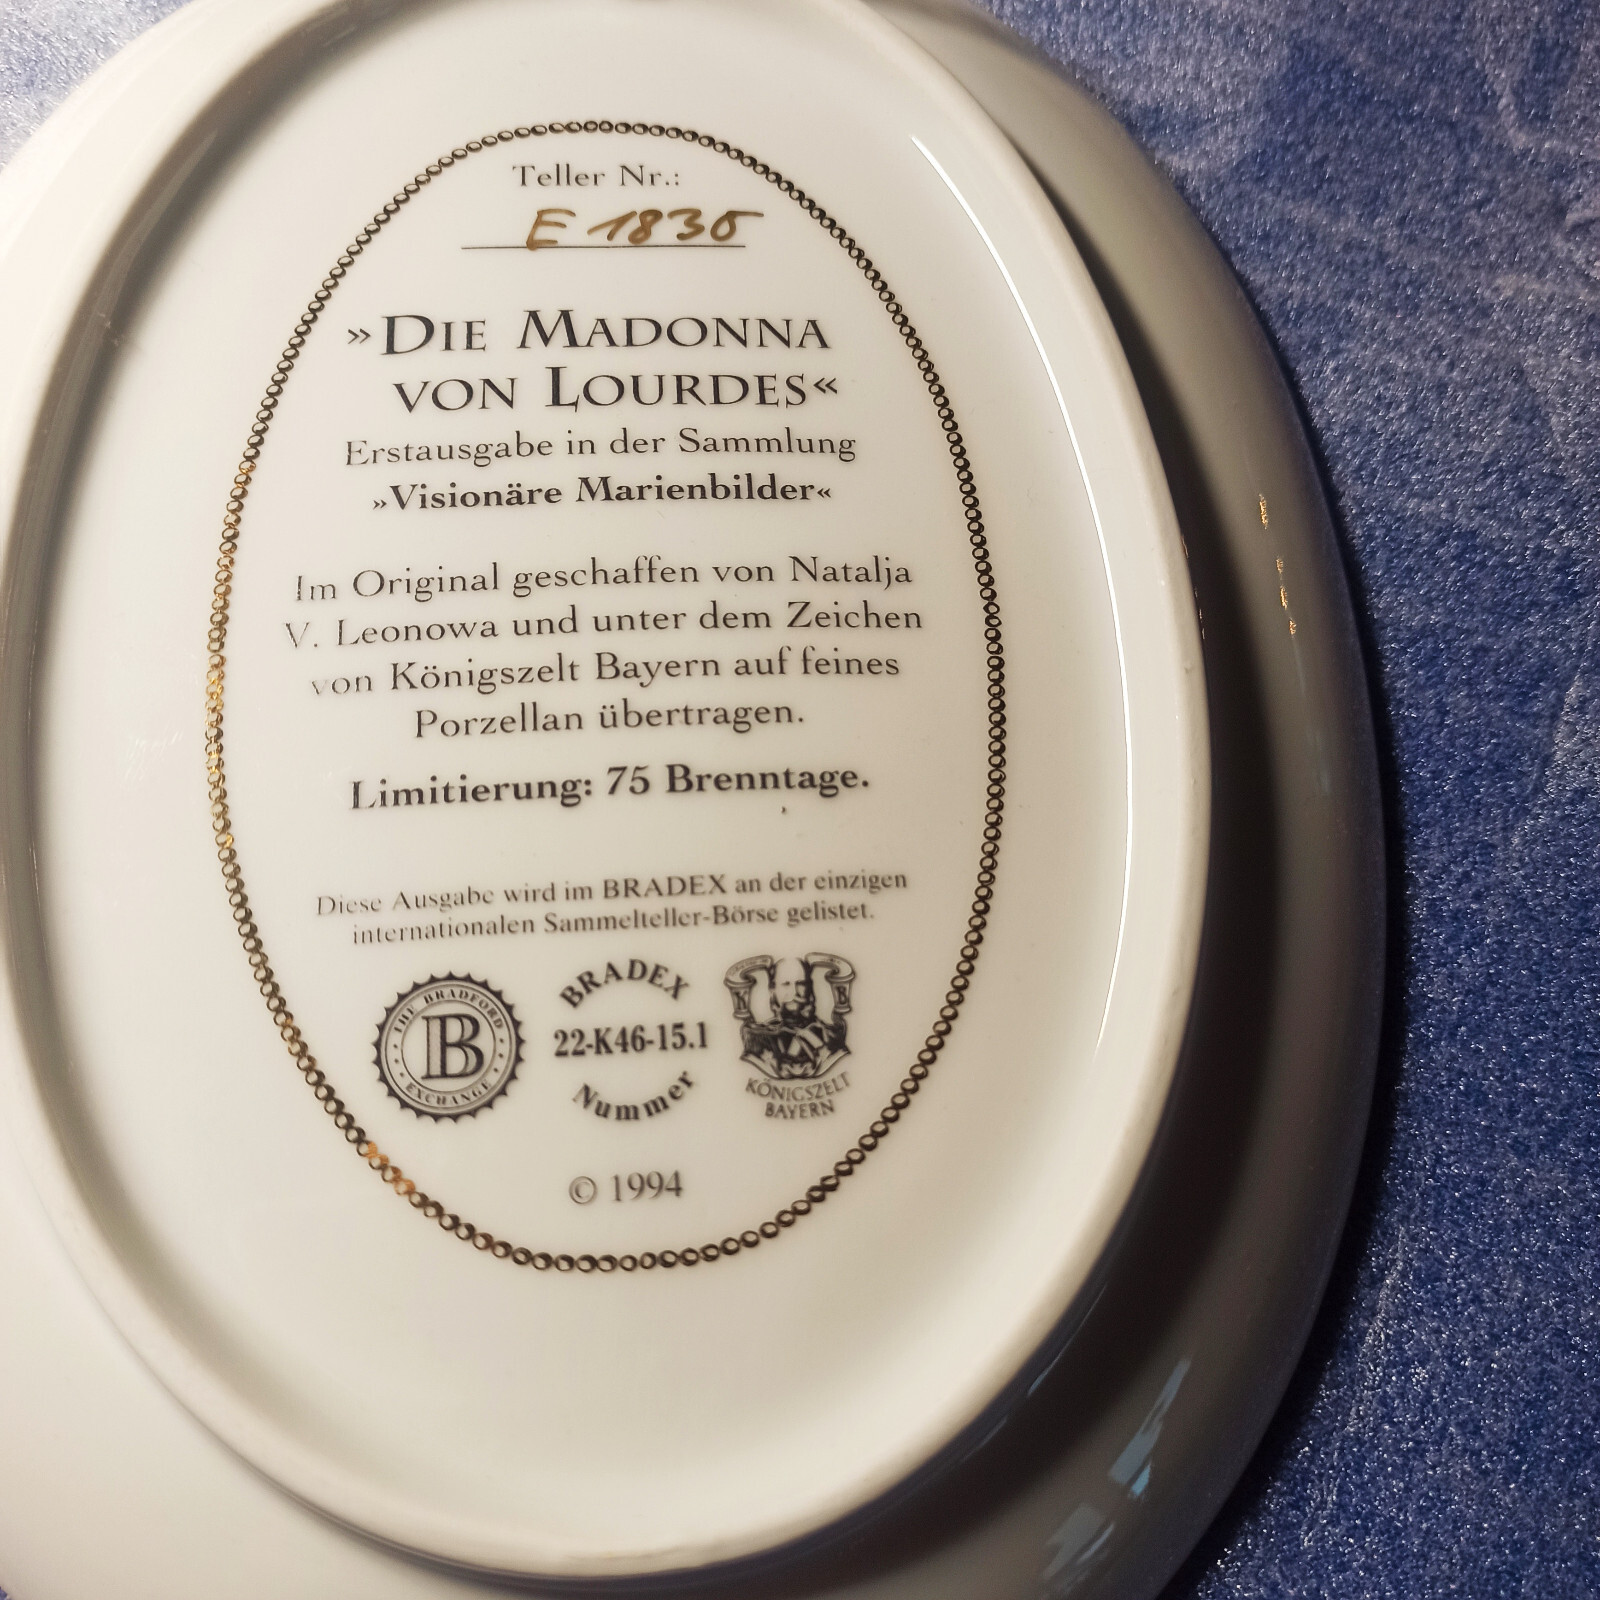 Teller Nr.:
E 1835
»DIE MADONNA
VON LOURDES«
Erstausgabe in der Sammlung
»Visionäre Marienbilder«
Im Original geschaffen von Natalja
V. Leonowa und unter dem Zeichen
von Königszelt Bayern auf feines
Porzellan übertragen.
Limitierung: 75 Brenntage.
Diese Ausgabe wird im BRADEX an der einzigen
internationalen Sammelteller-Börse gelistet.
THE BRADFORD
B
EXCHANGE
BRADEX
22-K46-15.1
Nummer
K B
KÖNIGSZELT
BAYERN
© 1994